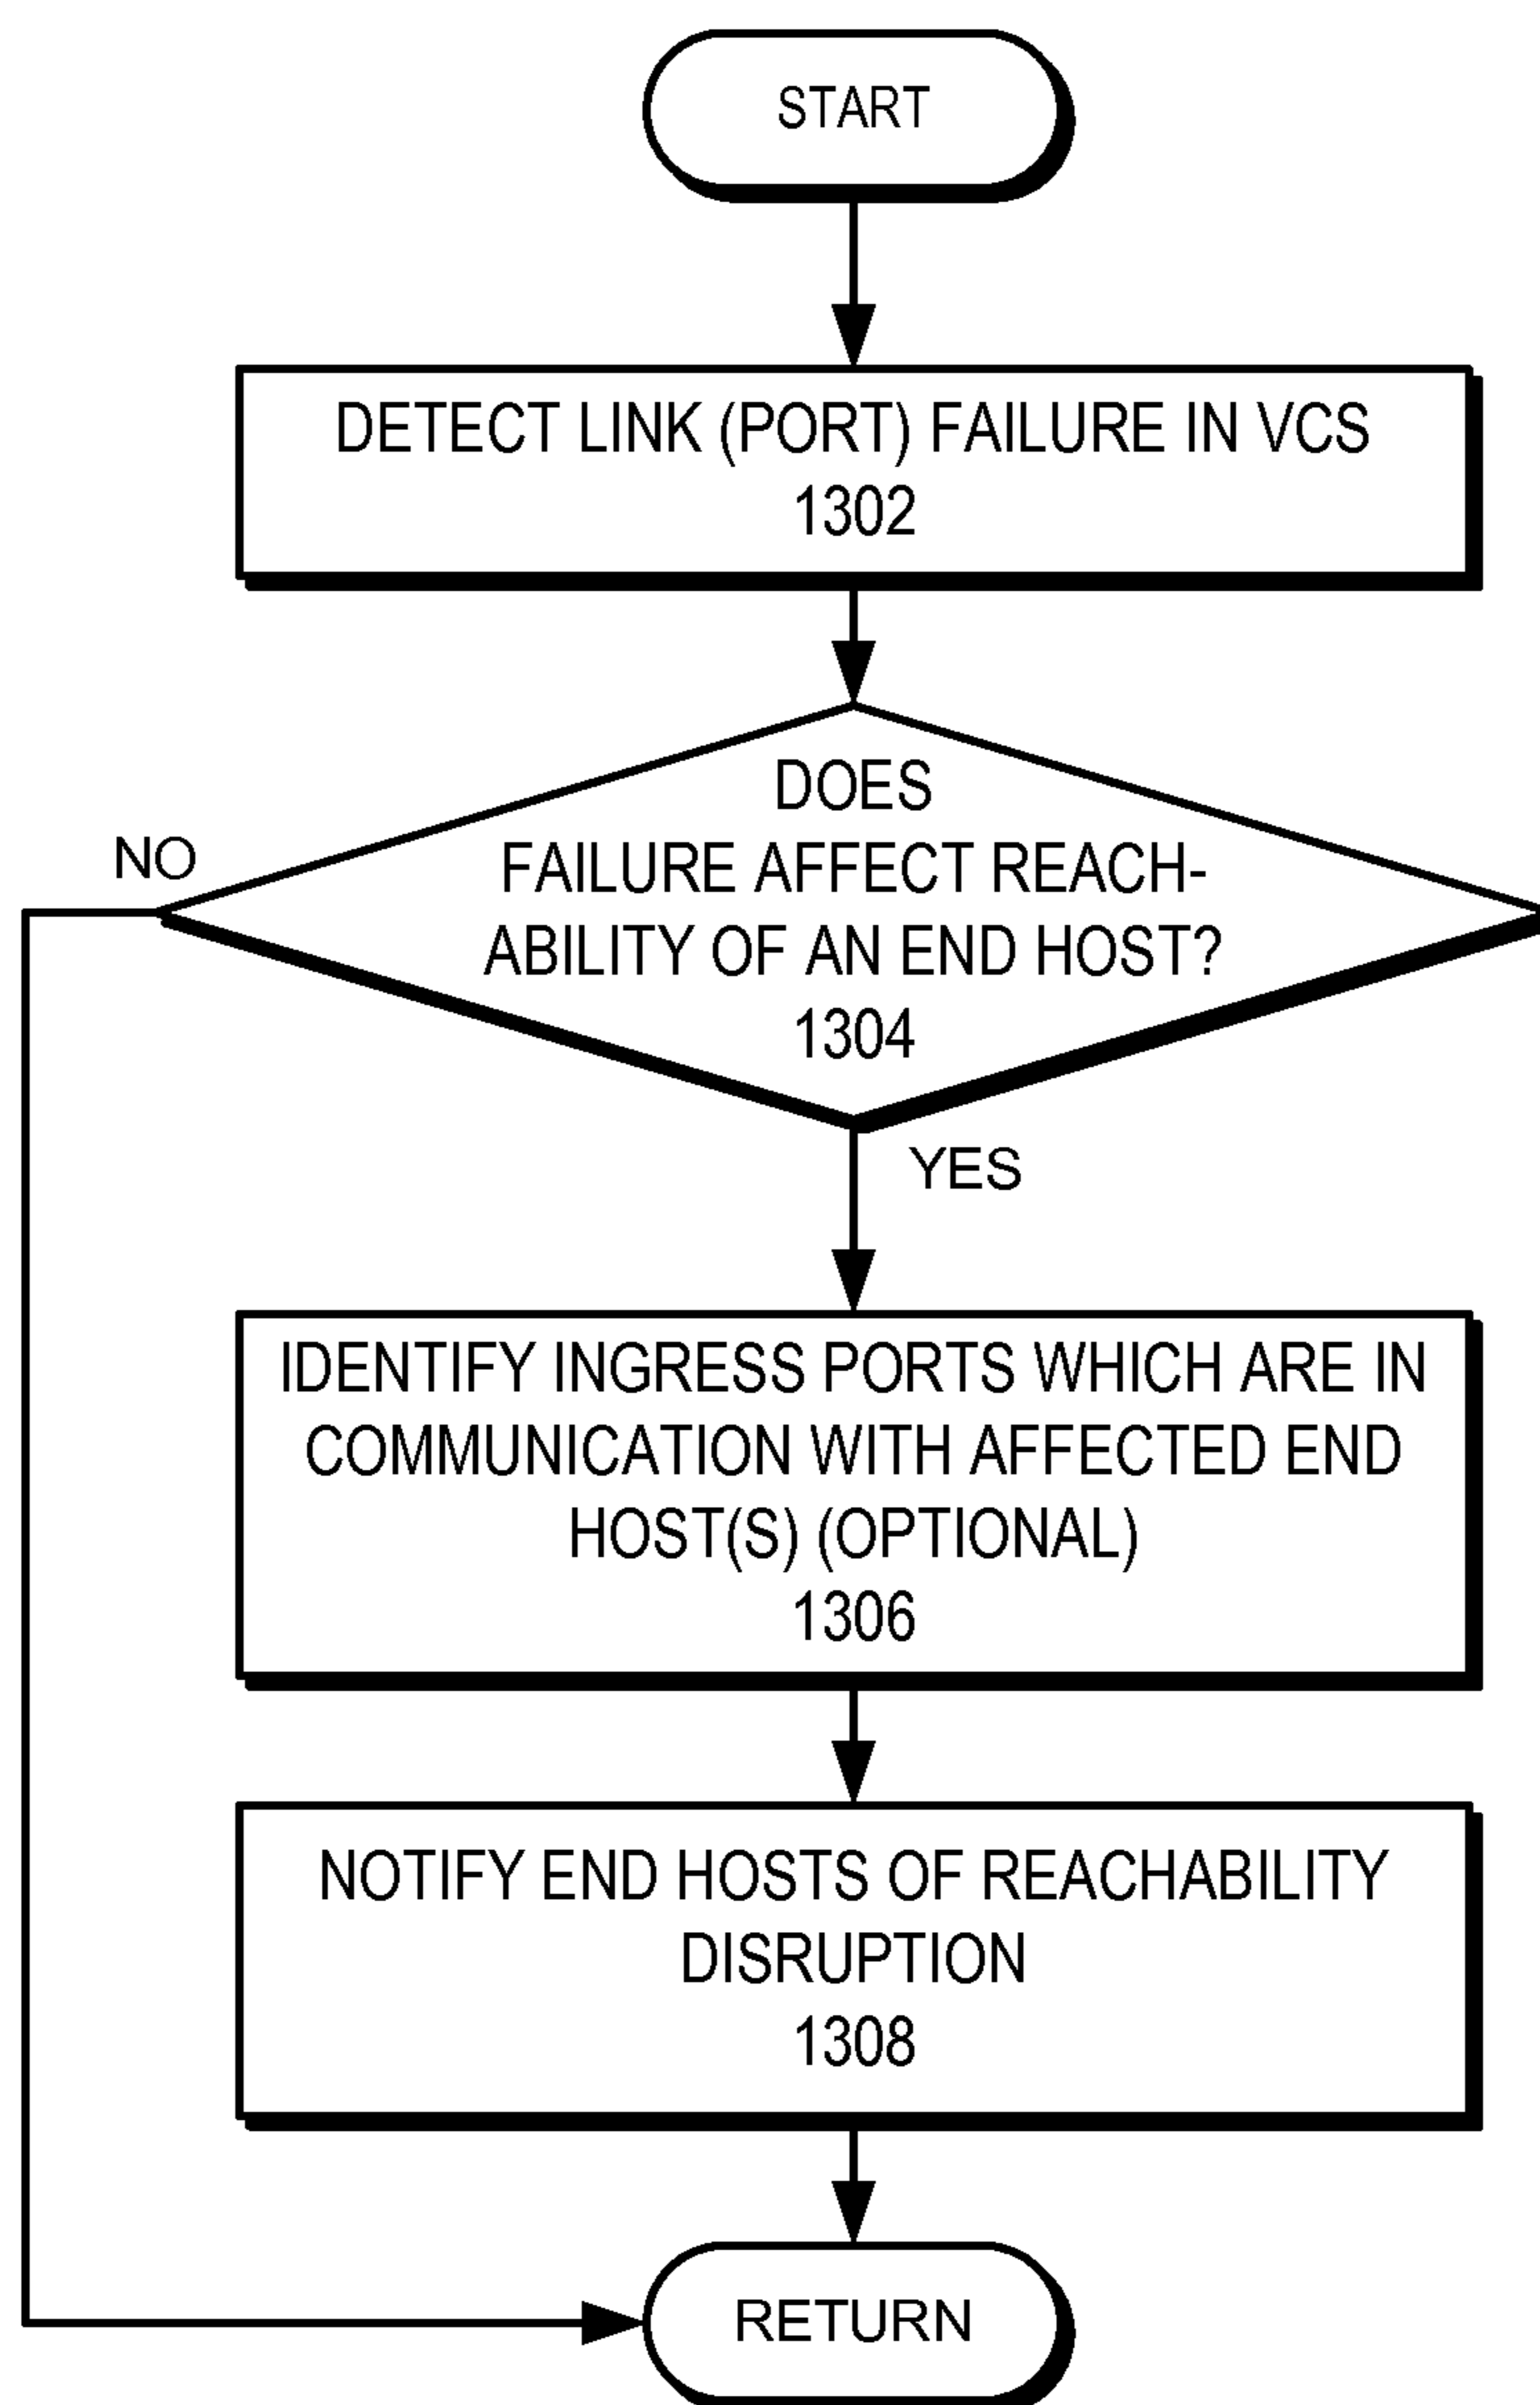 START
DETECT LINK (PORT) FAILURE IN VCS
1302
DOES
FAILURE AFFECT REACH-
ABILITY OF AN END HOST?
1304
NO
YES
IDENTIFY INGRESS PORTS WHICH ARE IN
COMMUNICATION WITH AFFECTED END
HOST(S) (OPTIONAL)
1306
NOTIFY END HOSTS OF REACHABILITY
DISRUPTION
1308
RETURN